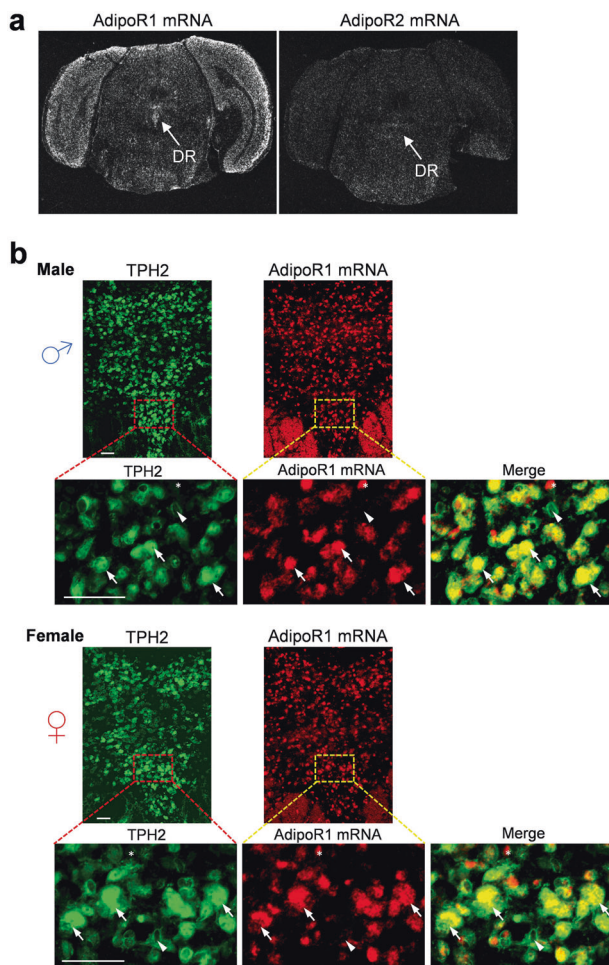 a
AdipoR1 mRNA AdipoR2 mRNA
DR DR
b
Male TPH2 AdipoR1 mRNA
♂
TPH2 AdipoR1 mRNA Merge
* * *
Female TPH2 AdipoR1 mRNA
♀
TPH2 AdipoR1 mRNA Merge
* * *